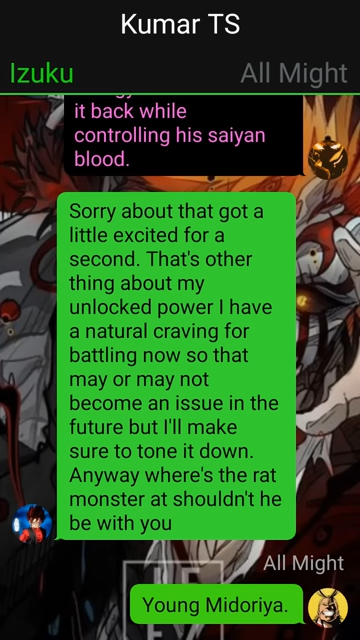 Kumar TS
Izuku All Might
it back while
controlling his saiyan
blood.
Sorry about that got a
little excited for a
second. That's other
thing about my
unlocked power I have
a natural craving for
battling now so that
may or may not
become an issue in the
future but I'll make
sure to tone it down.
Anyway where's the rat
monster at shouldn't he
be with you
All Might
Young Midoriya.